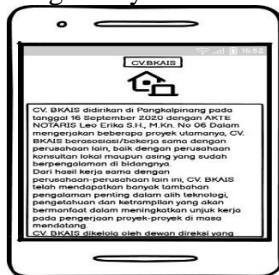 16:52
CV.BKAIS
CV. BKAIS didirikan di Pangkalpinang pada
tanggal 16 September 2020 dengan AKTE
NOTARIS Leo Erika S.H., M.Kn. No 06 Dalam
mengerjakan beberapa proyek utamanya, CV.
BKAIS berasosiasi/bekerja sama dengan
perusahaan lain, baik dengan perusahaan
konsultan lokal maupun asing yang sudah
berpengalaman di bidangnya.
Dari hasil kerja sama dengan
perusahaan-perusahaan lain ini, CV. BKAIS
telah mendapatkan banyak tambahan
pengalaman penting dalam alih teknologi,
pengetahuan dan ketrampilan yang akan
bermanfaat dalam meningkatkan unjuk kerja
pada pengerjaan proyek-proyek di masa
mendatang.
CV. BKAIS dikelola oleh dewan direksi yang